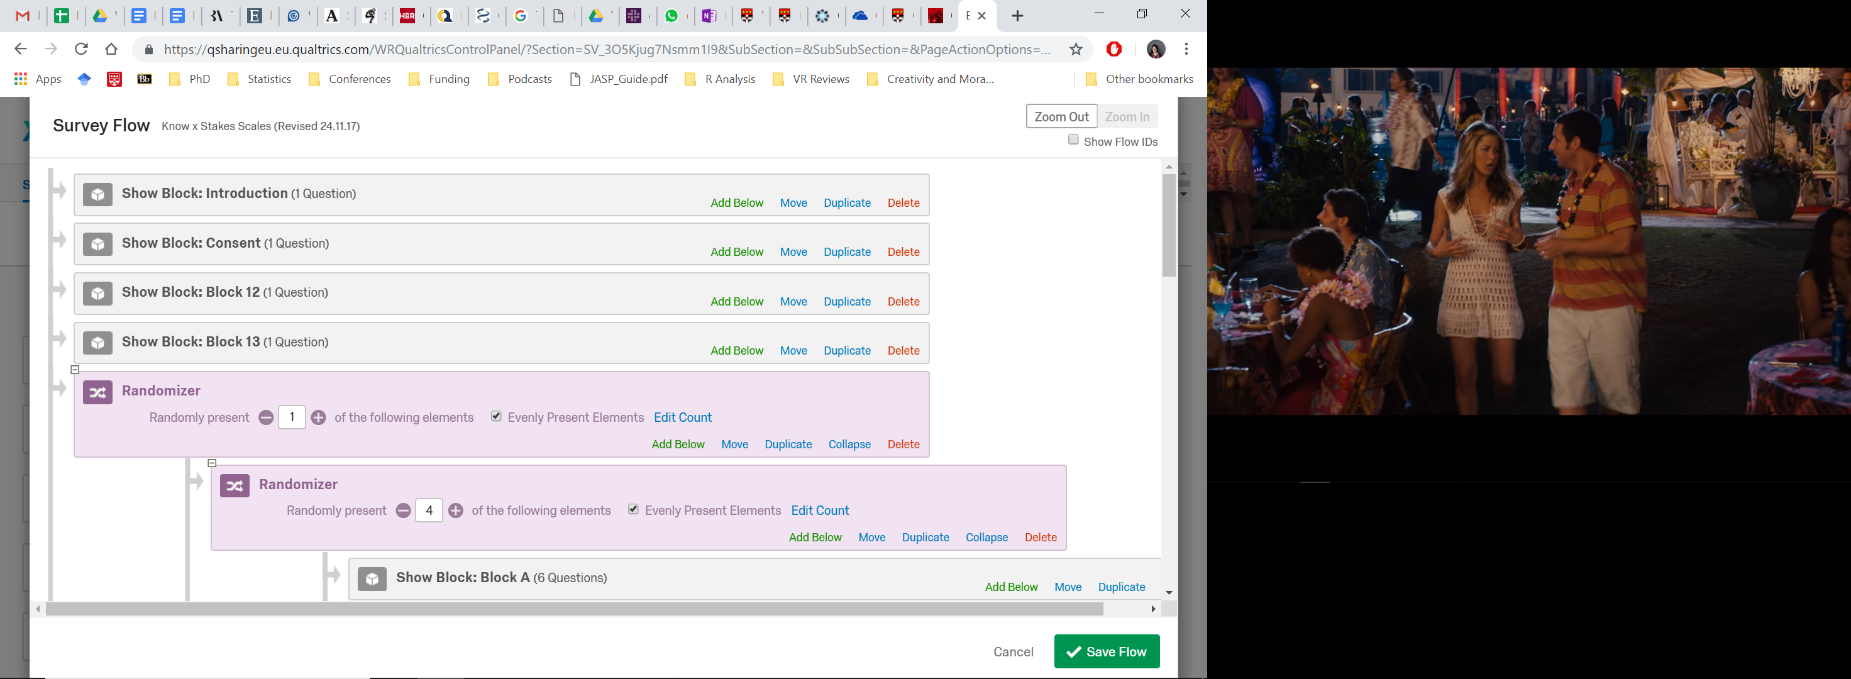 https://qsharingeu.eu.qualtrics.com/WRQualtricsControlPanel/?Section=SV_3O5Kjug7Nsmm1I9&SubSection=&SubSubSection=&PageActionOptions=...
Apps Bb PhD Statistics Conferences Funding Podcasts JASP_Guide.pdf R Analysis VR Reviews Creativity and Mora... Other bookmarks
Survey Flow Know x Stakes Scales (Revised 24.11.17)
Zoom Out Zoom In
Show Flow IDs
Show Block: Introduction (1 Question)
Add Below Move Duplicate Delete
Show Block: Consent (1 Question)
Add Below Move Duplicate Delete
Show Block: Block 12 (1 Question)
Add Below Move Duplicate Delete
Show Block: Block 13 (1 Question)
Add Below Move Duplicate Delete
Randomizer
Randomly present 1 of the following elements Evenly Present Elements Edit Count
Add Below Move Duplicate Collapse Delete
Randomizer
Randomly present 4 of the following elements Evenly Present Elements Edit Count
Add Below Move Duplicate Collapse Delete
Show Block: Block A (6 Questions)
Add Below Move Duplicate
Cancel Save Flow